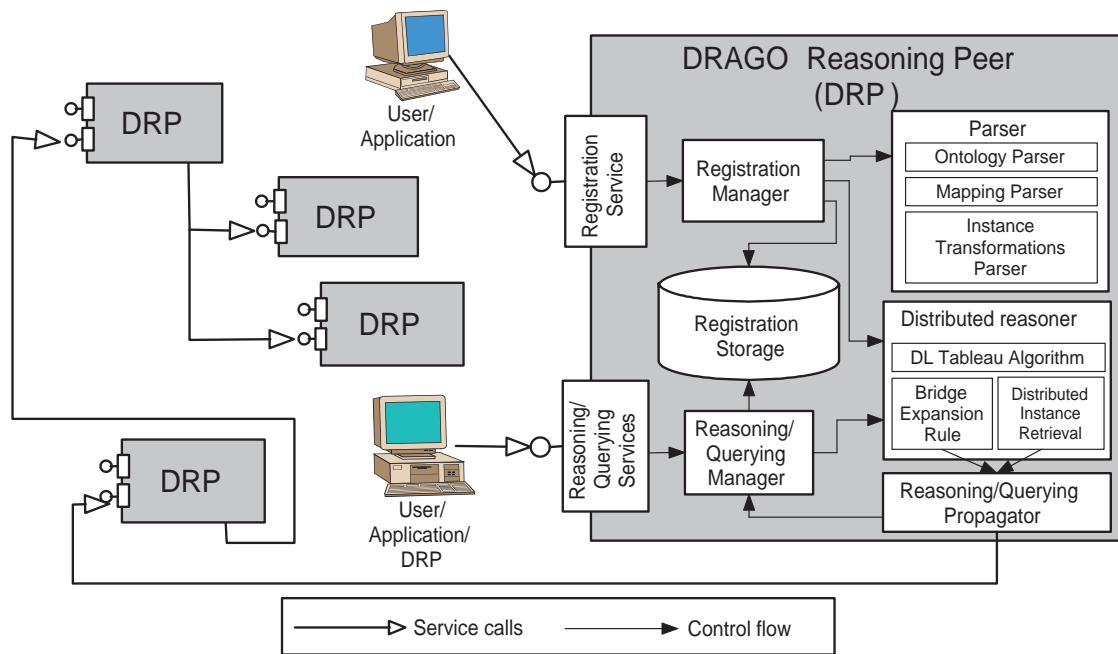 DRAGO Reasoning Peer
(DRP)
User/
Application
DRP
DRP
DRP
DRP
Registration
Service
Registration
Manager
Parser
Ontology Parser
Mapping Parser
Instance
Transformations
Parser
Registration
Storage
Distributed reasoner
DL Tableau Algorithm
Bridge
Expansion
Rule
Distributed
Instance
Retrieval
User/
Application/
DRP
Reasoning/
Querying
Services
Reasoning/
Querying
Manager
Reasoning/Querying
Propagator
Service calls
Control flow